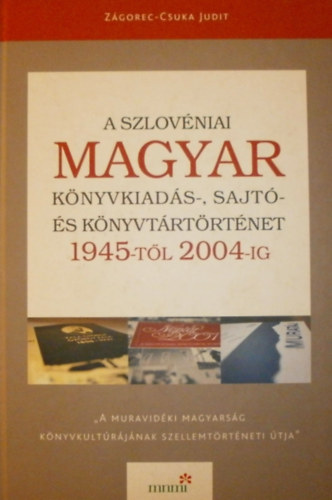 ZÁGOREC-CSUKA JUDIT
A SZLOVÉNIAI
MAGYAR
KÖNYVKIADÁS-, SAJTÓ-
ÉS KÖNYVTÁRTÖRTÉNET
1945-TŐL 2004-IG
„A MURAVIDÉKI MAGYARSÁG
KÖNYVKULTÚRÁJÁNAK SZELLEMTÖRTÉNETI ÚTJA”
mnmi